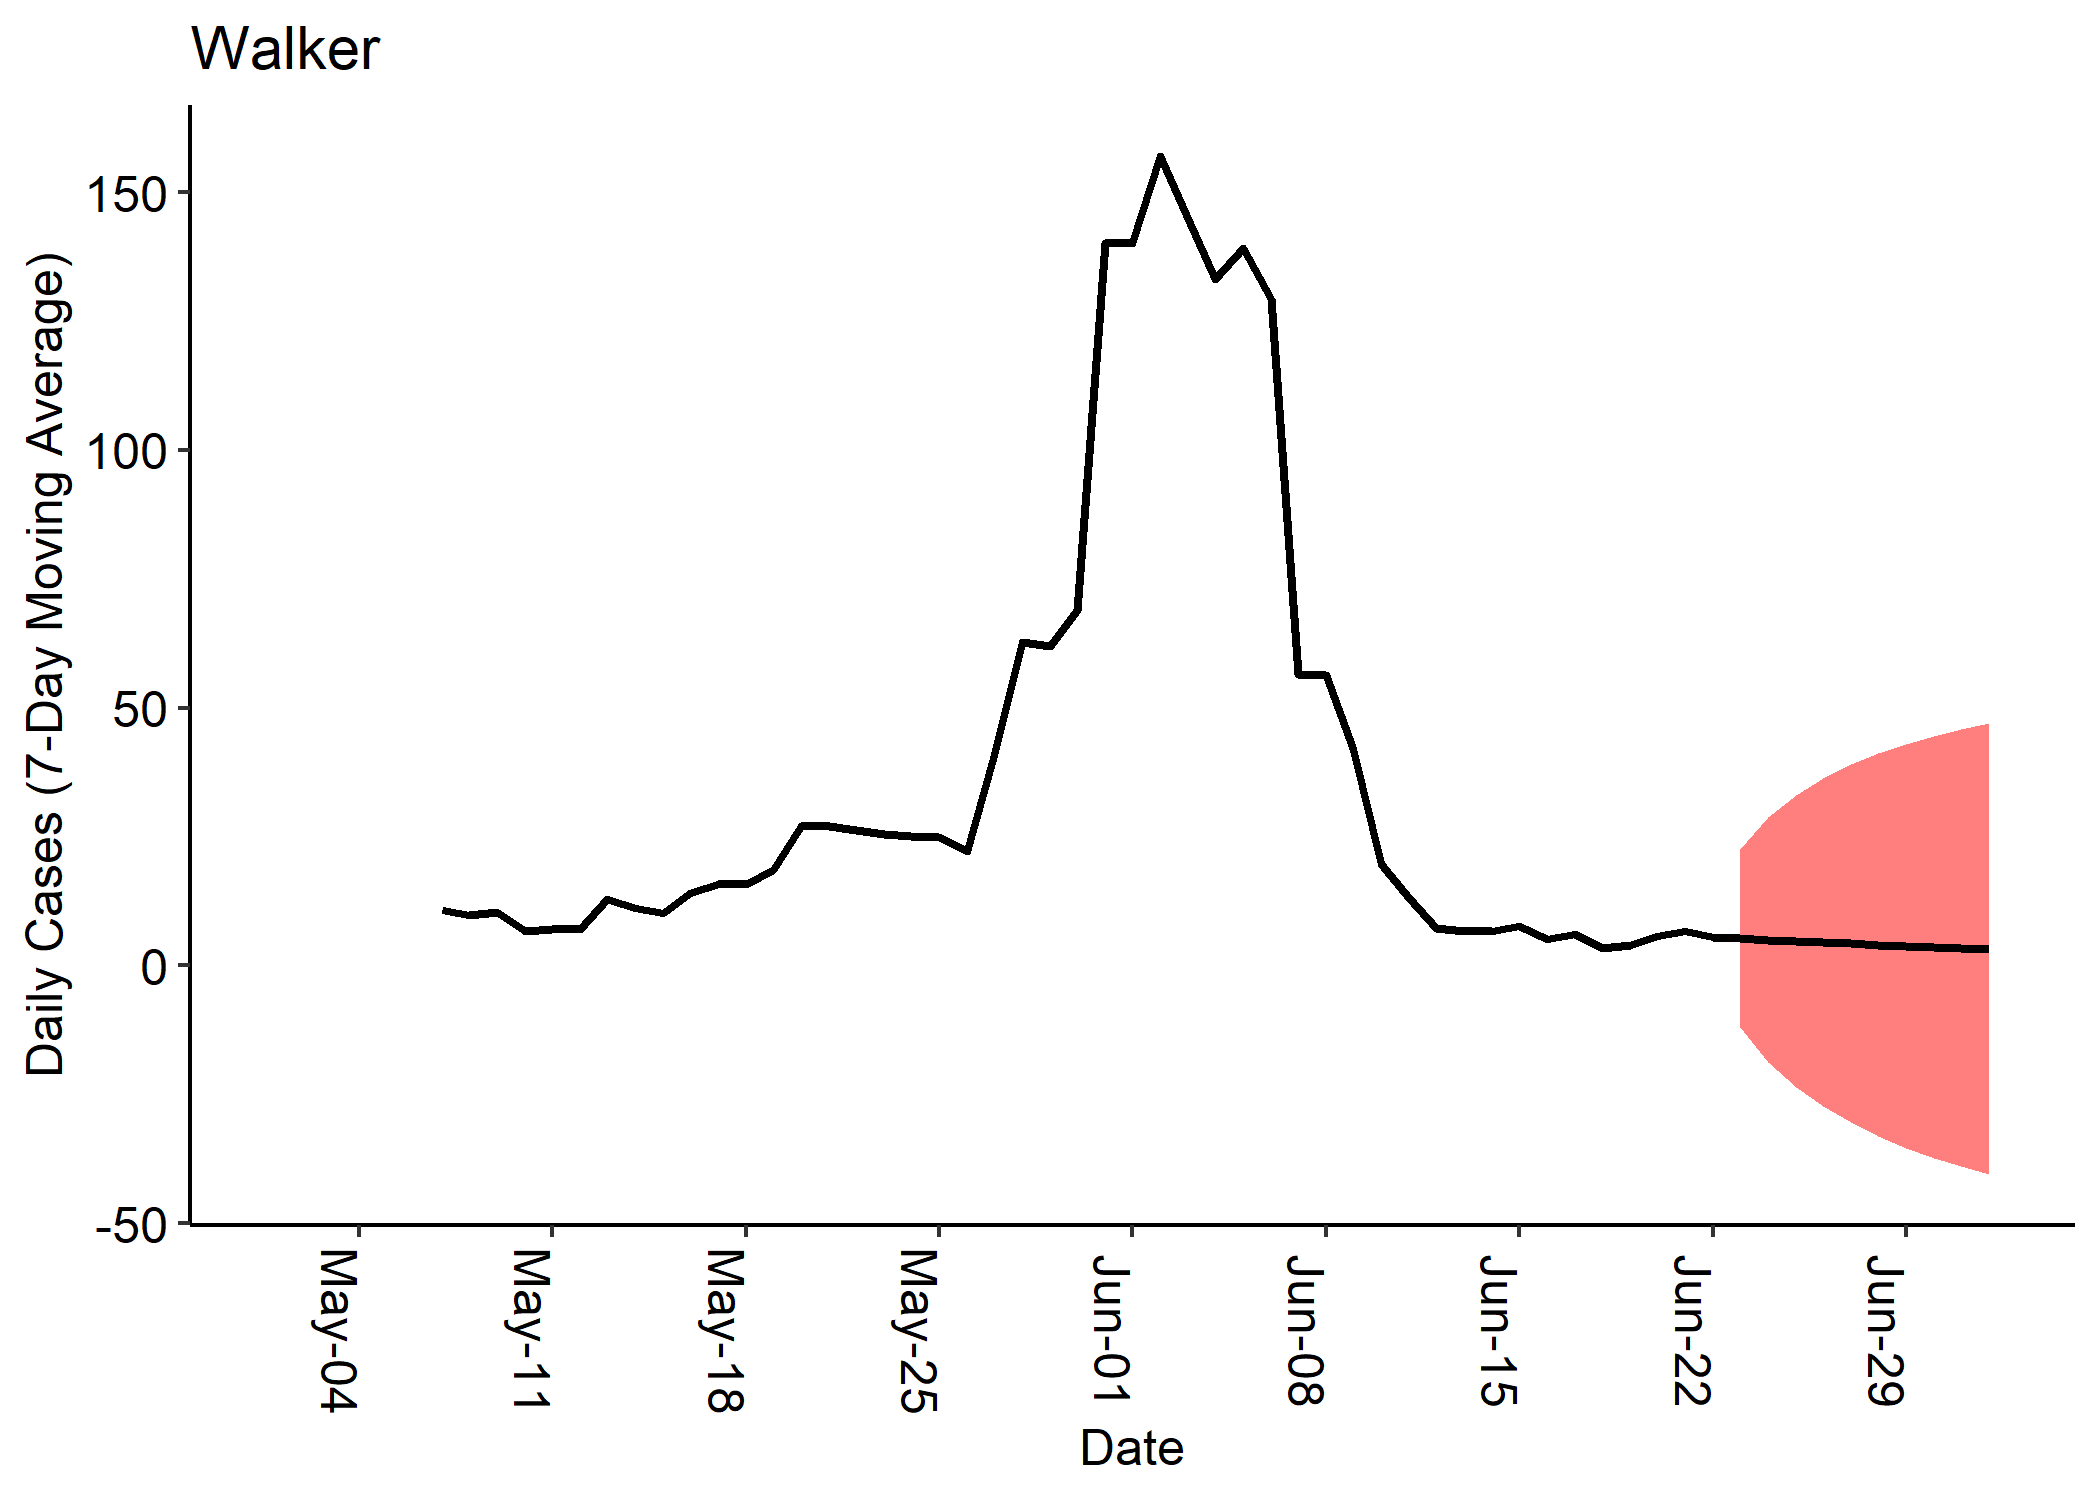 Walker
Daily Cases (7-Day Moving Average)
150
100
50
0
-50
May-04
May-11
May-18
May-25
Jun-01
Jun-08
Jun-15
Jun-22
Jun-29
Date